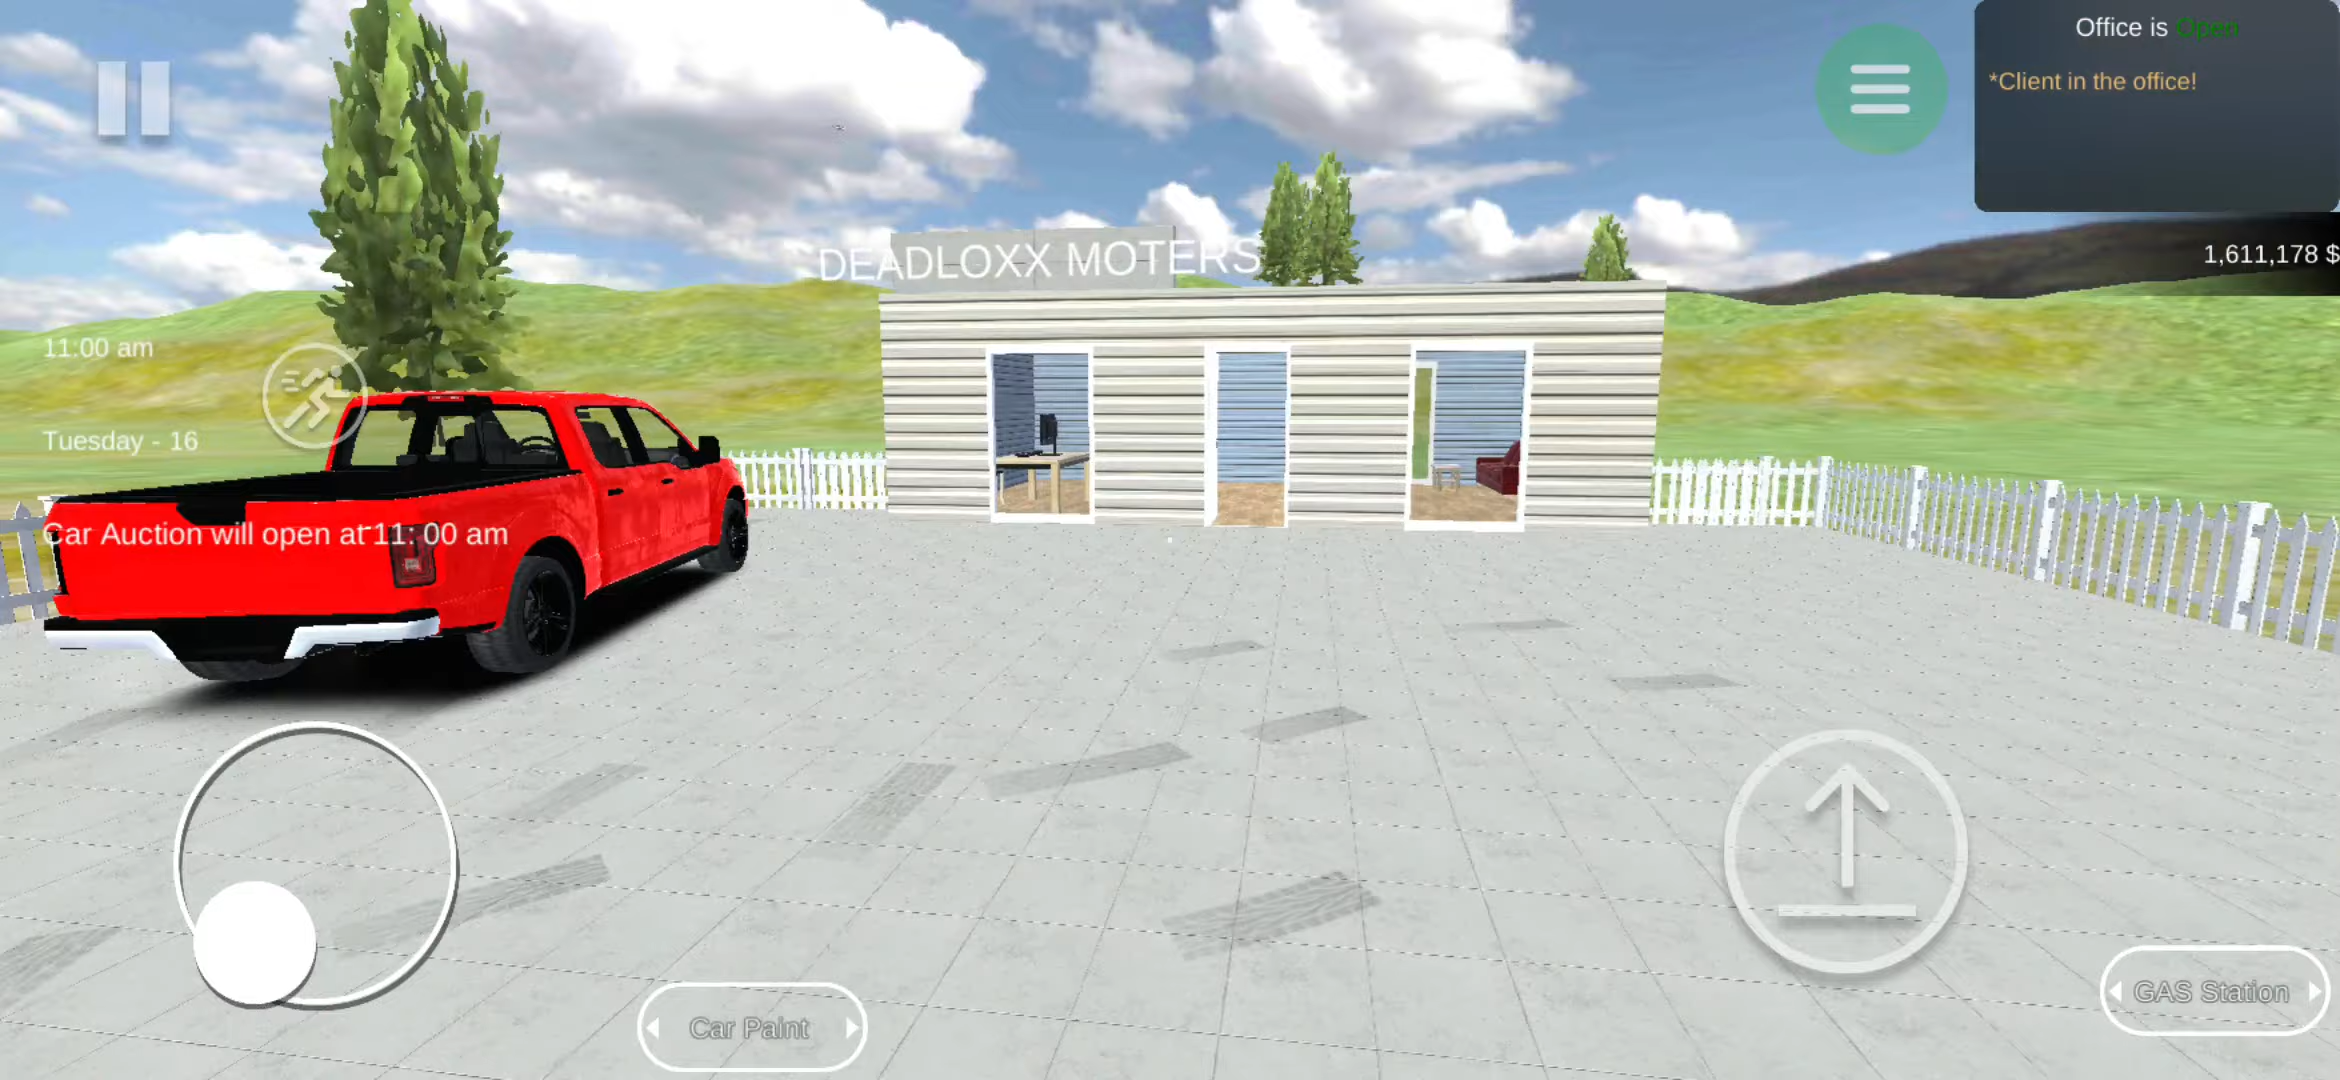 Office is Open
*Client in the office!
1,611,178 $
DEADLOXX MOTERS
11:00 am
Tuesday - 16
Car Auction will open at 11: 00 am
Car Paint
GAS Station